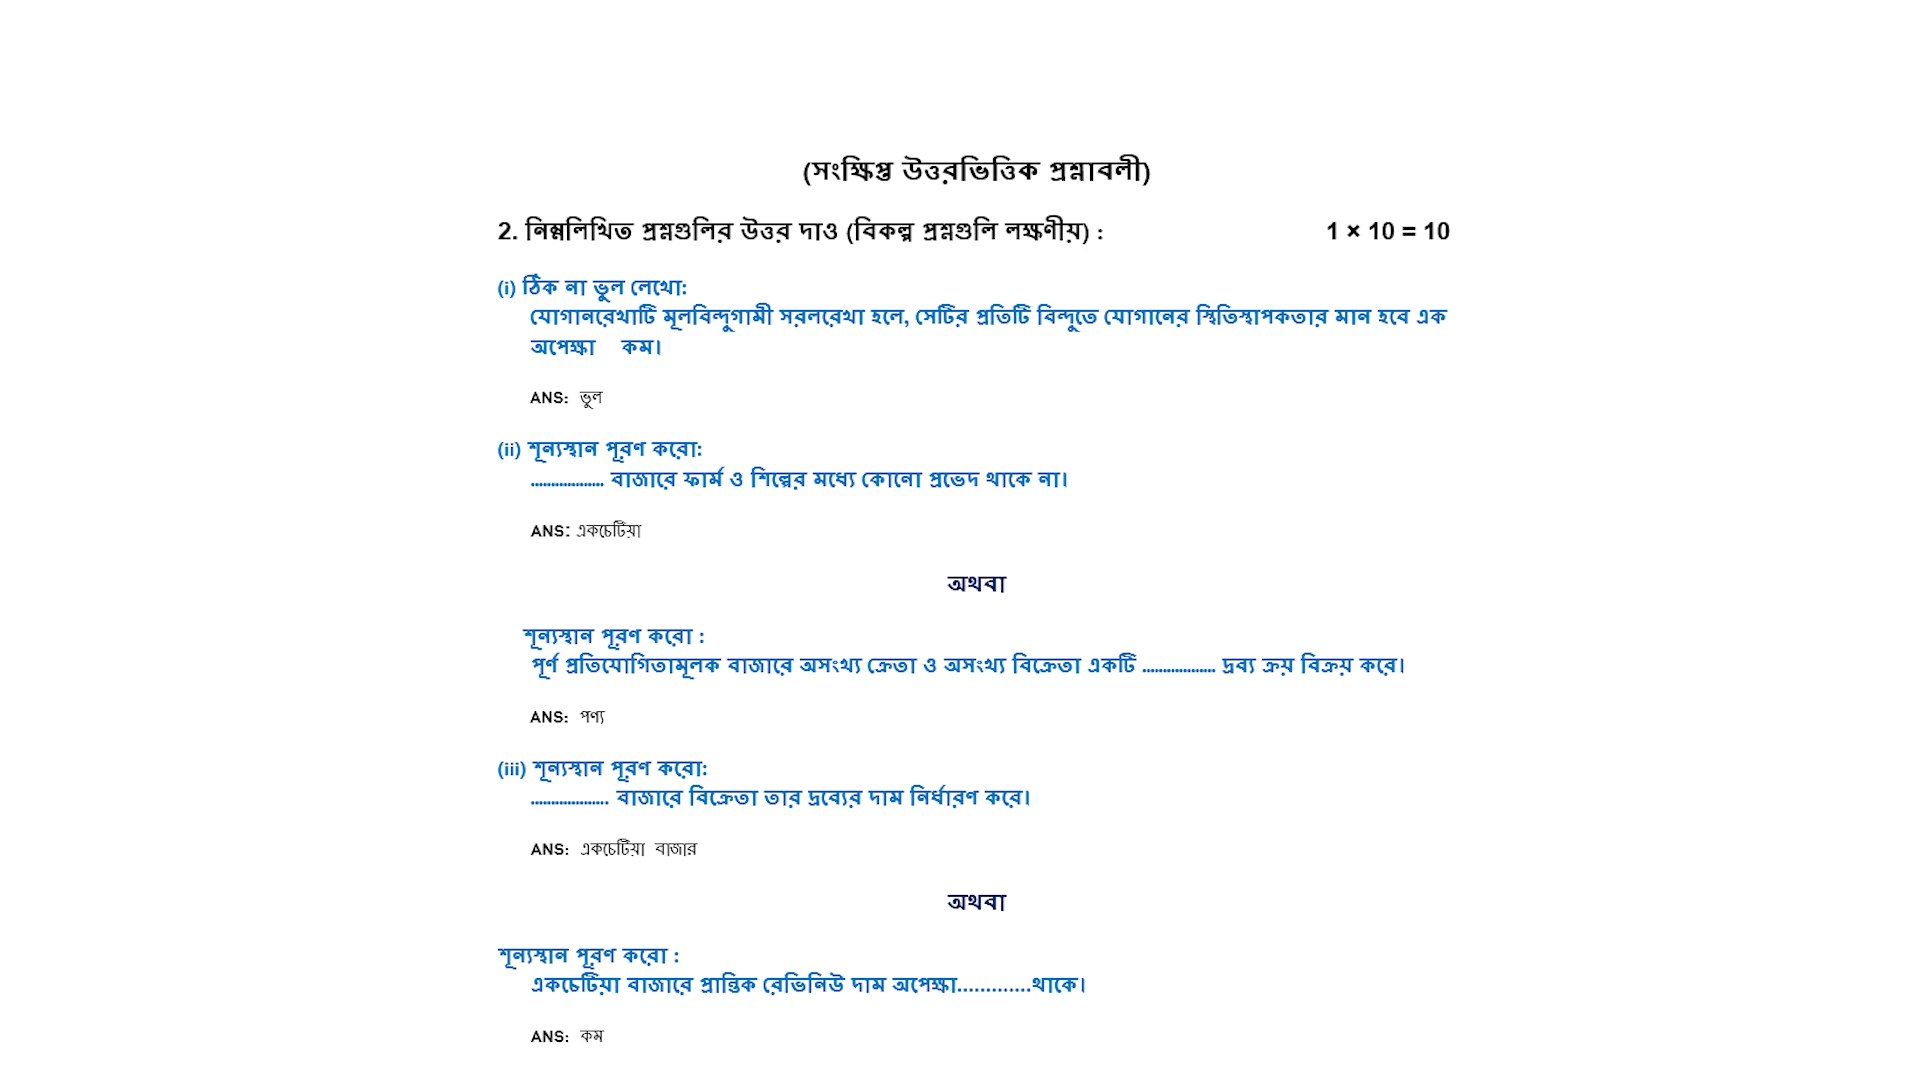 (সংক্ষিপ্ত উত্তরভিত্তিক প্রশ্নাবলী)
2. নিম্নলিখিত প্রশ্নগুলির উত্তর দাও (বিকল্প প্রশ্নগুলি লক্ষণীয়) : 1 × 10 = 10
(i) ঠিক না ভুল লেখো:
যোগানরেখাটি মূলবিন্দুগামী সরলরেখা হলে, সেটির প্রতিটি বিন্দুতে যোগানের স্থিতিস্থাপকতার মান হবে এক
অপেক্ষা কম।
ANS: ভুল
(ii) শূন্যস্থান পূরণ করো:
.................. বাজারে ফার্ম ও শিল্পের মধ্যে কোনো প্রভেদ থাকে না।
ANS: একচেটিয়া
অথবা
শূন্যস্থান পূরণ করো :
পূর্ণ প্রতিযোগিতামূলক বাজারে অসংখ্য ক্রেতা ও অসংখ্য বিক্রেতা একটি .................. দ্রব্য ক্রয় বিক্রয় করে।
ANS: পণ্য
(iii) শূন্যস্থান পূরণ করো:
................... বাজারে বিক্রেতা তার দ্রব্যের দাম নির্ধারণ করে।
ANS: একচেটিয়া বাজার
অথবা
শূন্যস্থান পূরণ করো :
একচেটিয়া বাজারে প্রান্তিক রেভিনিউ দাম অপেক্ষা.............থাকে।
ANS: কম